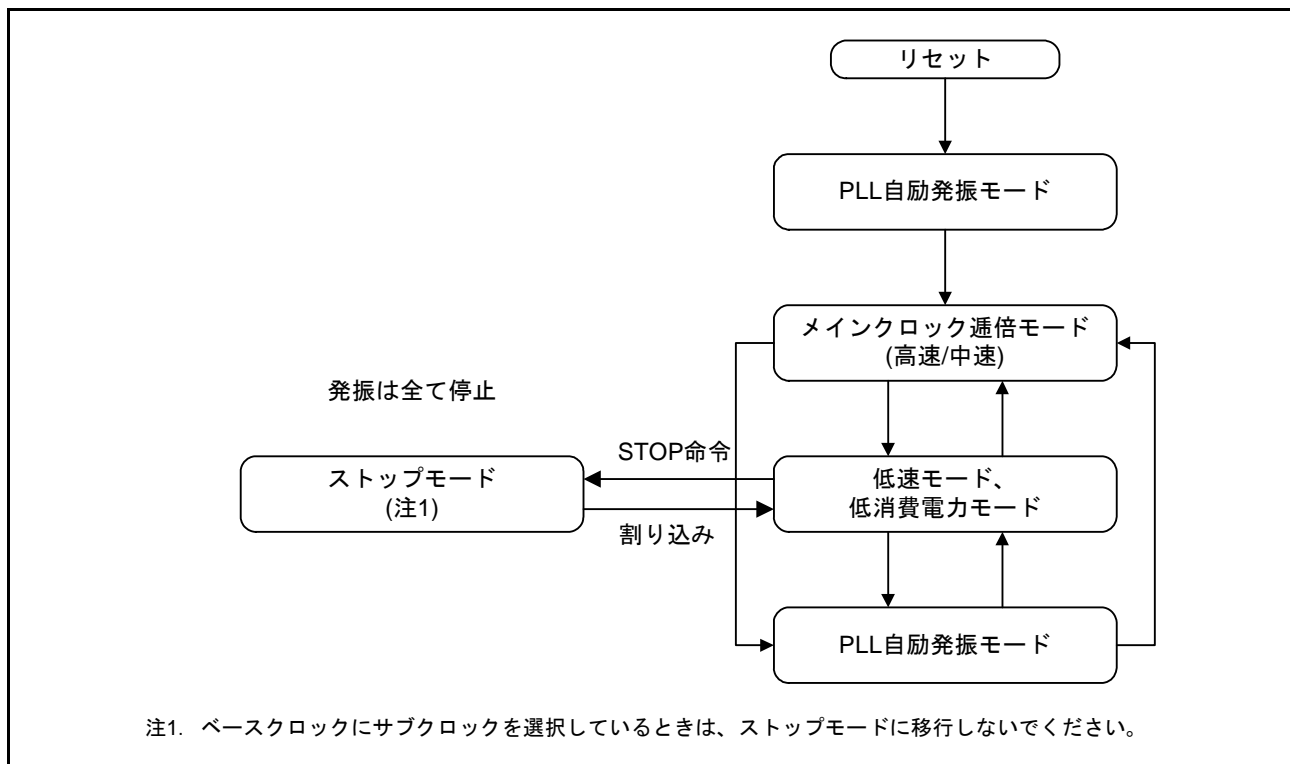 リセット
PLL自励発振モード
メインクロック逓倍モード
(高速/中速)
発振は全て停止
STOP命令
ストップモード
(注1)
低速モード、
低消費電力モード
割り込み
PLL自励発振モード
注1. ベースクロックにサブクロックを選択しているときは、ストップモードに移行しないでください。